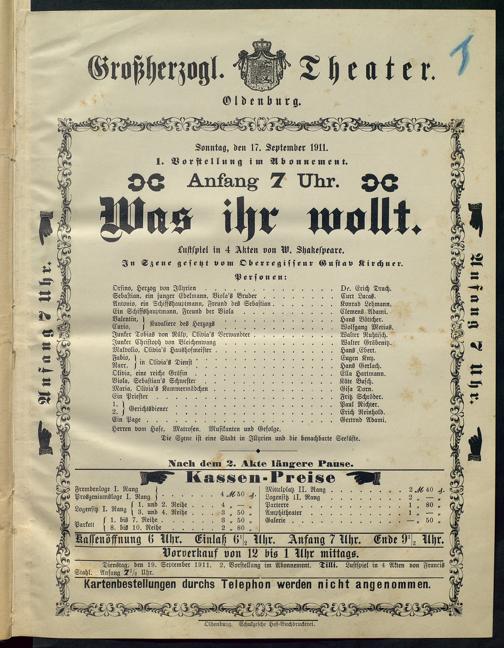 Großherzogl. Theater.
Oldenburg.
Sonntag, den 17. September 1911.
1. Vorstellung im Abonnement.
Anfang 7 Uhr.
Was ihr wollt.
Lustspiel in 4 Akten von W. Shakespeare.
In Szene gesetzt vom Oberregisseur Gustav Kirchner.
Personen:
Orsino, Herzog von Illyrien . . . Dr. Erich Drach.
Sebastian, ein junger Edelmann, Viola's Bruder . . . Curt Lucas.
Antonio, ein Schiffshauptmann, Freund des Sebastian . . . Konrad Lehmann.
Ein Schiffshauptmann, Freund der Viola . . . Clemens Adami.
Valentin, } Kavaliere des Herzogs . . . Hans Böttcher.
Curio, } . . . Wolfgang
Junker Tobias von Rülp, Olivia's Verwandter . . . Walter
Junker Christoph von Bleichenwang . . . Walter
Malvolio, Olivia's Haushofmeister . . . Hans Ebert.
Fabio, } in Olivia's Dienst . . . Eugen
Narr, } . . . Hans Gerlach.
Olivia, eine reiche Gräfin . . . Ella Hartmann.
Viola, Sebastian's Schwester . . . Käte Basch.
Maria, Olivia's Kammermädchen . . . Gisa
Ein Priester . . . Fritz Schröder.
1. } Gerichtsdiener . . . Paul Richter.
2. } . . . Erich Reinhold.
Ein Page . . . Gertrud Adami.
Herren vom Hofe. Matrosen. Musikanten und Gefolge.
Die Szene ist eine Stadt in Illyrien und die benachbarte Seeküste.
Nach dem 2. Akte längere Pause.
Kassen-Preise
Fremdenloge I. Rang } 4 M 50 ₰.
Prosceniumsloge I. Rang
Logensitz I. Rang { 1. und 2. Reihe . . . 4 „ — „
3. und 4. Reihe . . . 3 „ 50 „
Parkett { 1. bis 7. Reihe . . . 3 „ 50 „
8. bis 10. Reihe . . . 2 „ 80 „
Mittelplatz II. Rang . . . 2 M 40 ₰.
Logensitz II. Rang . . . 2 „ — „
Parterre . . . 1 „ 80 „
Amphitheater . . . 1 „ — „
Galerie . . . — „ 50 „
Kassenöffnung 6 Uhr. Einlaß 6½ Uhr. Anfang 7 Uhr. Ende 9½ Uhr.
Vorverkauf von 12 bis 1 Uhr mittags.
Dienstag, den 19. September 1911. 2. Vorstellung im Abonnement. Tilli. Lustspiel in 4 Akten von Francis
Stahl. Anfang 7½ Uhr.
Kartenbestellungen durchs Telephon werden nicht angenommen.
Oldenburg. Schulzesche Hof-Buchdruckerei.
Anfang 7 Uhr.
Anfang 7 Uhr.